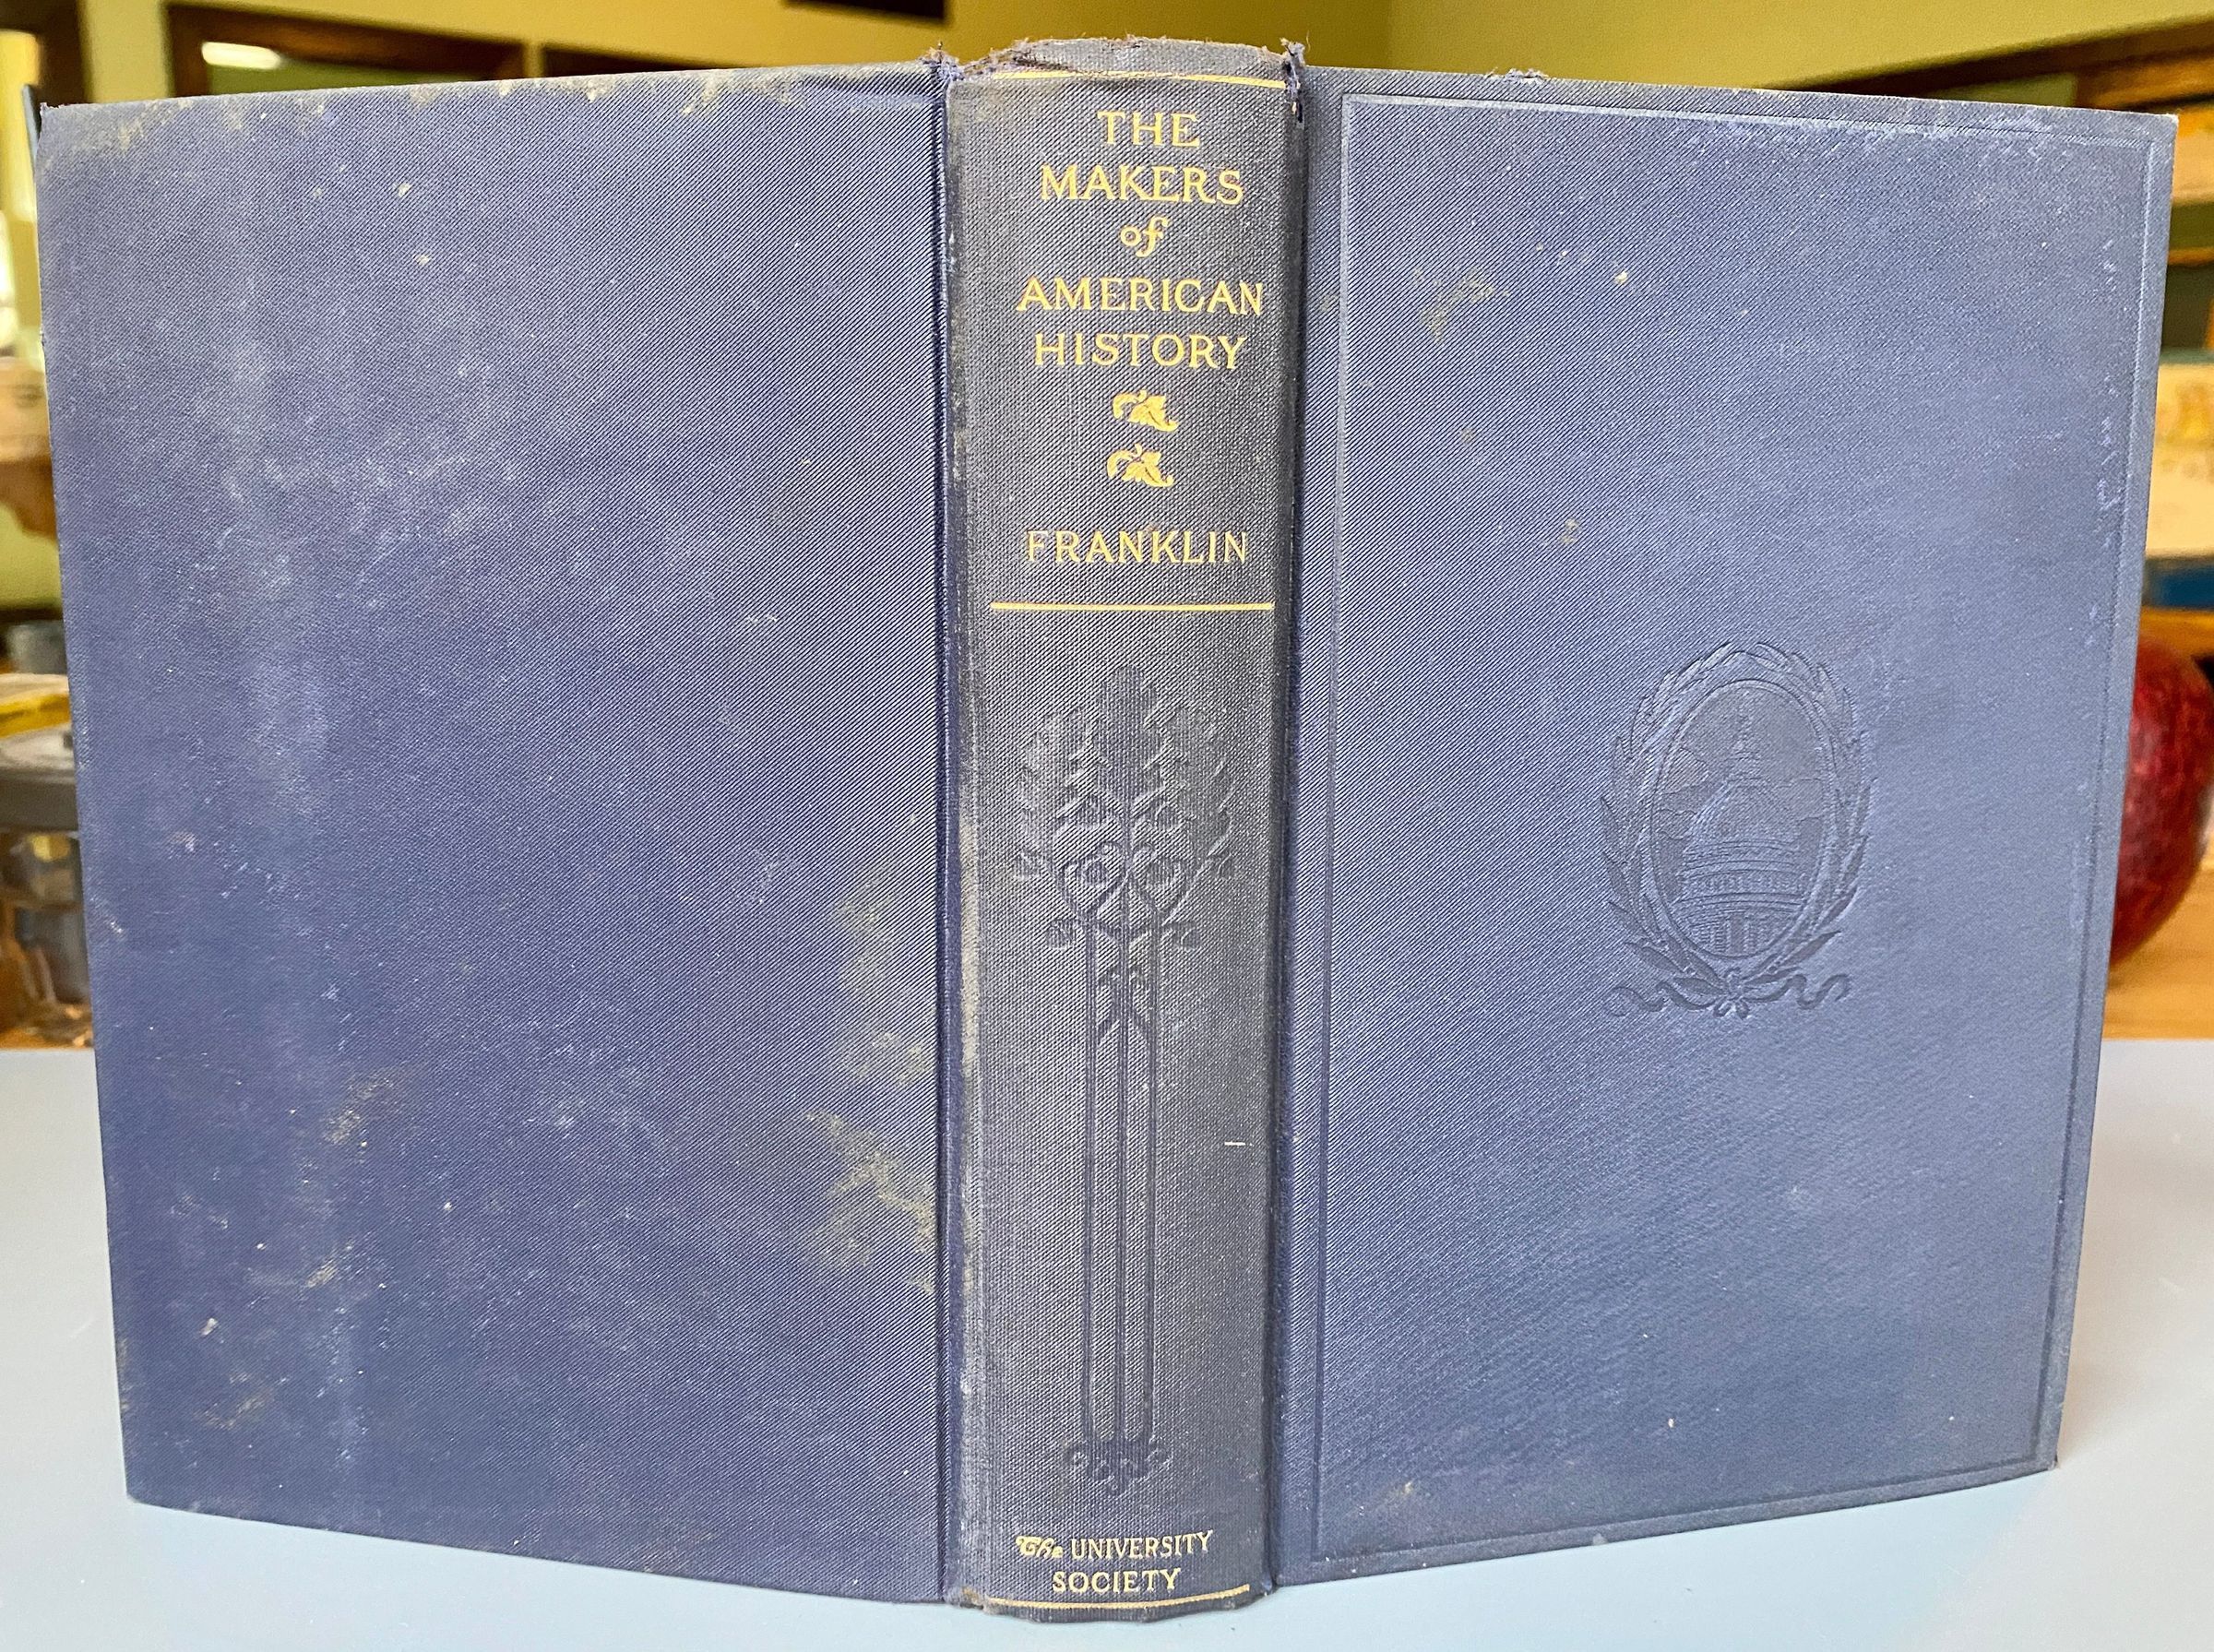 THE
MAKERS
of
AMERICAN
HISTORY
FRANKLIN
The UNIVERSITY
SOCIETY